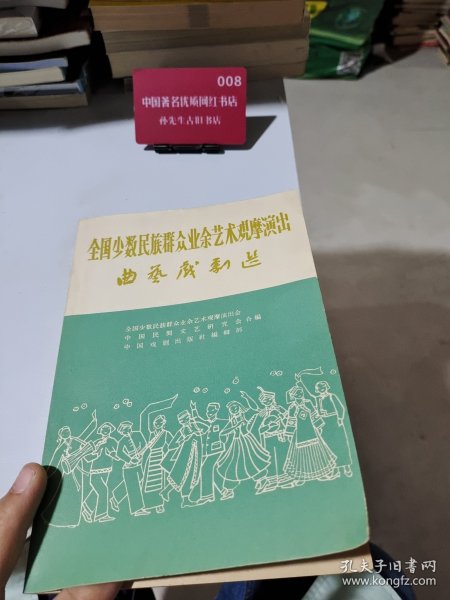 008
中国著名优质网红书店
孙先生古旧书店
全国少数民族群众业余艺术观摩演出
曲艺戏剧选
全国少数民族群众业余艺术观摩演出会
中国民间文艺研究会合编
中国戏剧出版社编辑部
孔夫子旧书网
www.kongfz.com